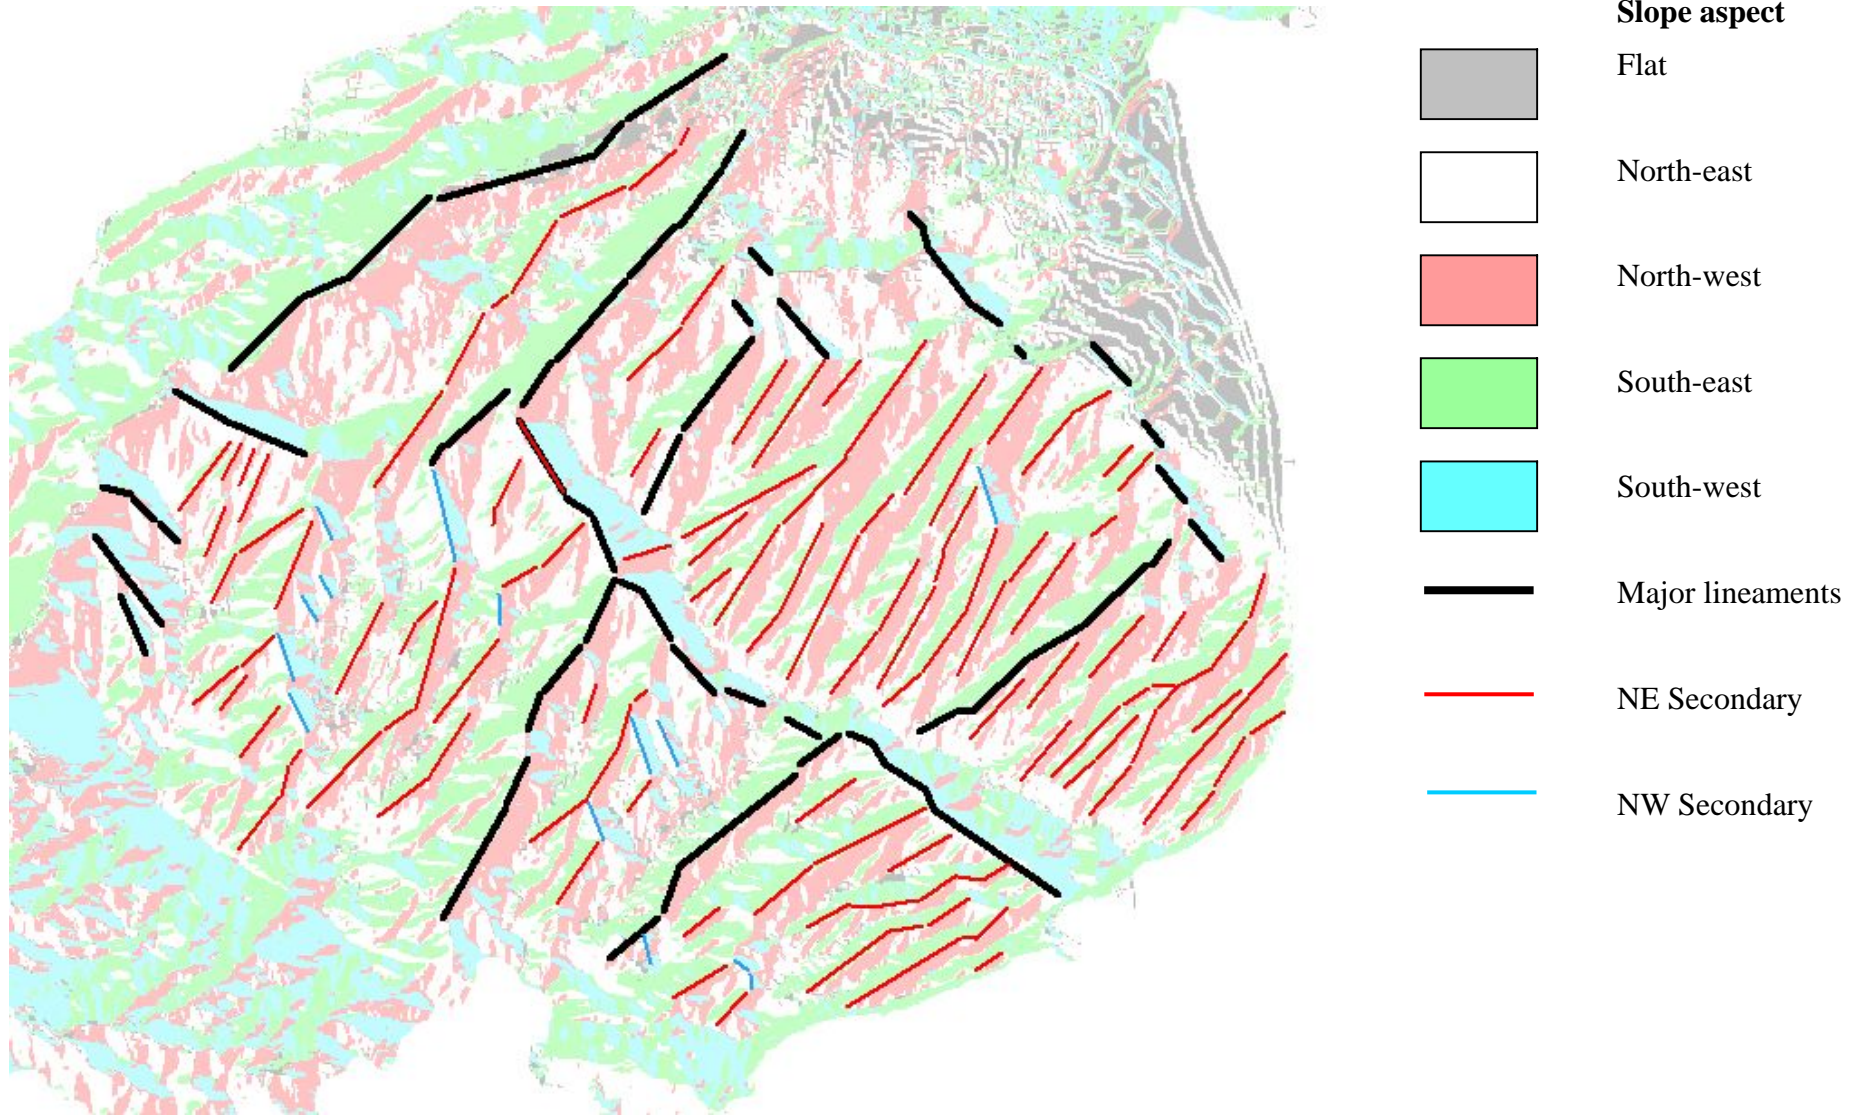 Slope aspect
Flat
North-east
North-west
South-east
South-west
Major lineaments
NE Secondary
NW Secondary